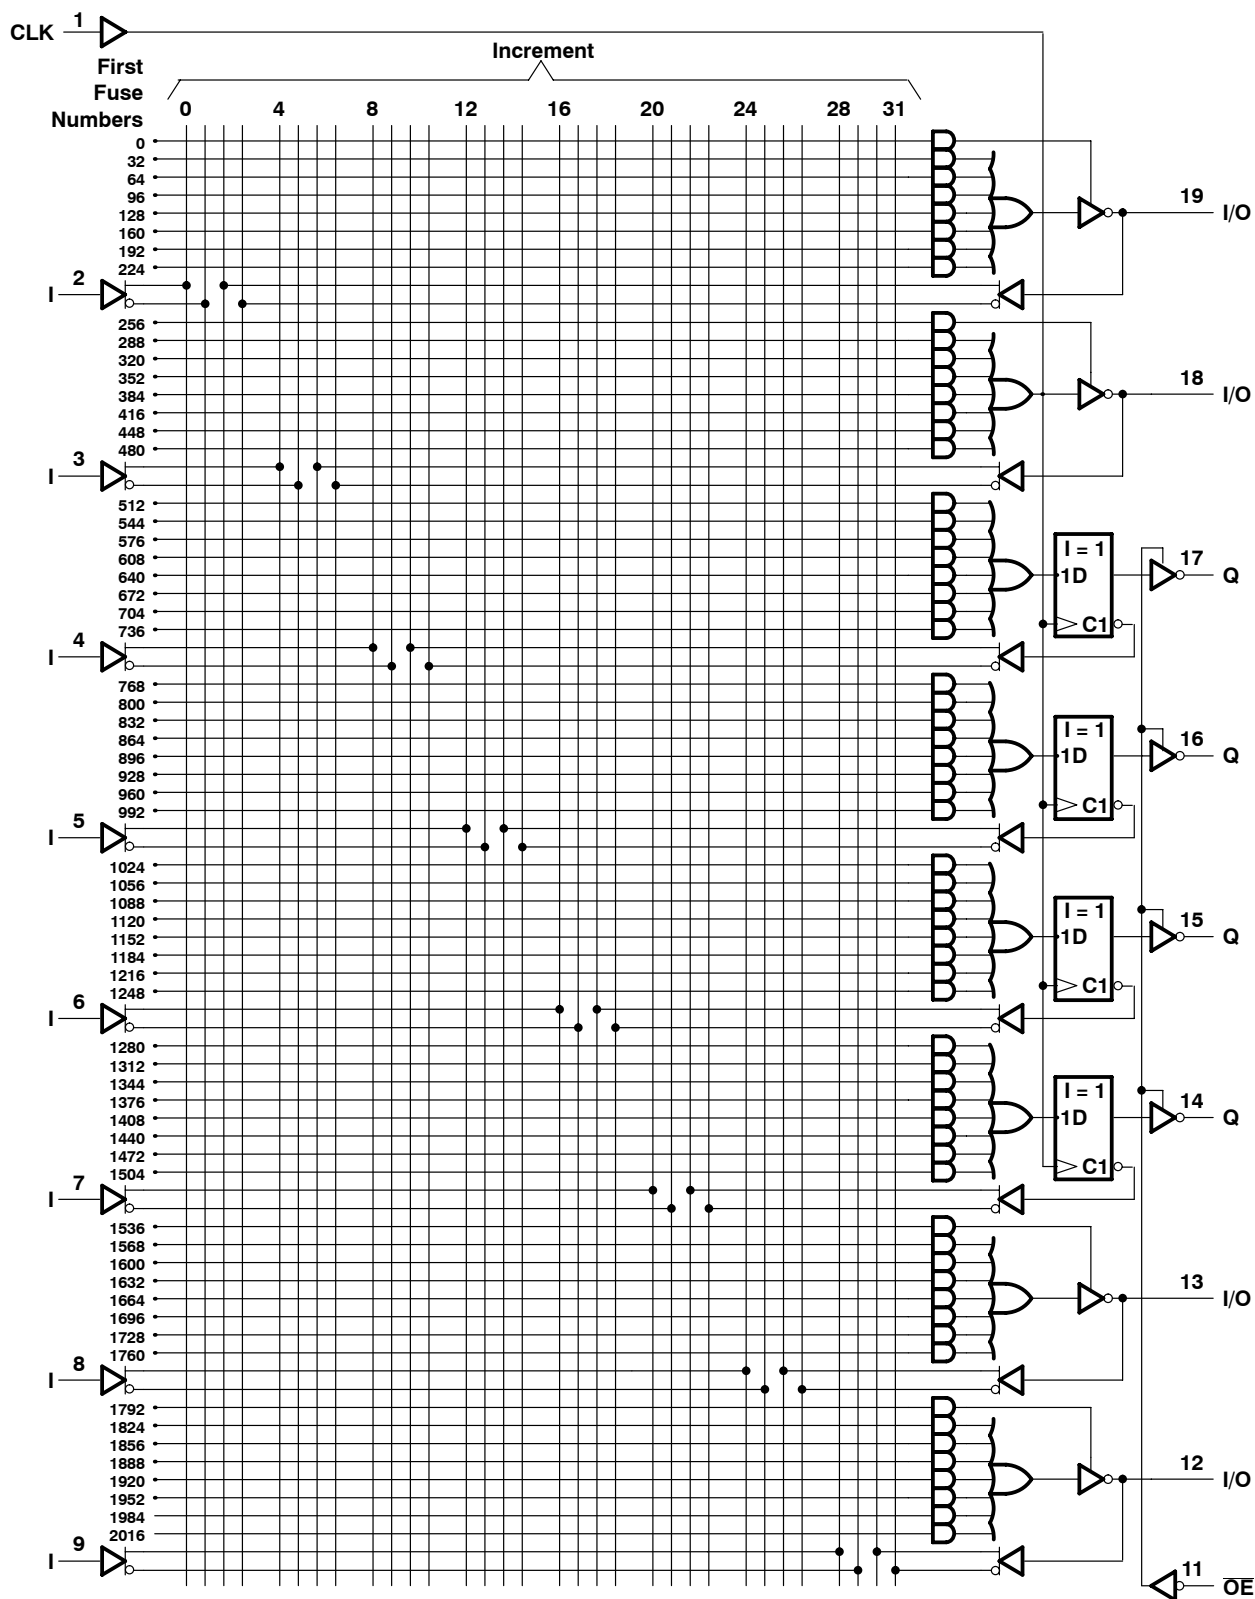 CLK 1
Increment
First
Fuse
Numbers
0 4 8 12 16 20 24 28 31
0
32
64
96
128
160
192
224
19 I/O
I 2
256
288
320
352
384
416
448
480
18 I/O
I 3
512
544
576
608
640
672
704
736
I = 1
1D
C1
17 Q
I 4
768
800
832
864
896
928
960
992
I = 1
1D
C1
16 Q
I 5
1024
1056
1088
1120
1152
1184
1216
1248
I = 1
1D
C1
15 Q
I 6
1280
1312
1344
1376
1408
1440
1472
1504
I = 1
1D
C1
14 Q
I 7
1536
1568
1600
1632
1664
1696
1728
1760
13 I/O
I 8
1792
1824
1856
1888
1920
1952
1984
2016
12 I/O
I 9
11 OE